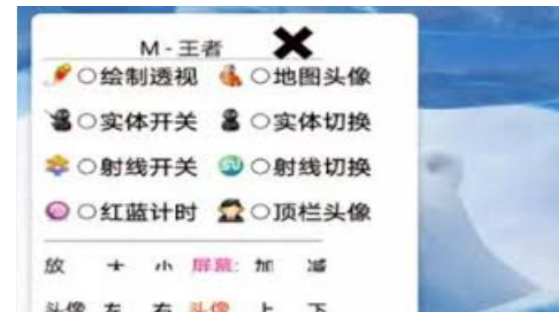 M - 王者
绘制透视 地图头像
实体开关 实体切换
射线开关 射线切换
红蓝计时 顶栏头像
放 大 小 屏幕: 加 减
头像 左 右 头像 上 下